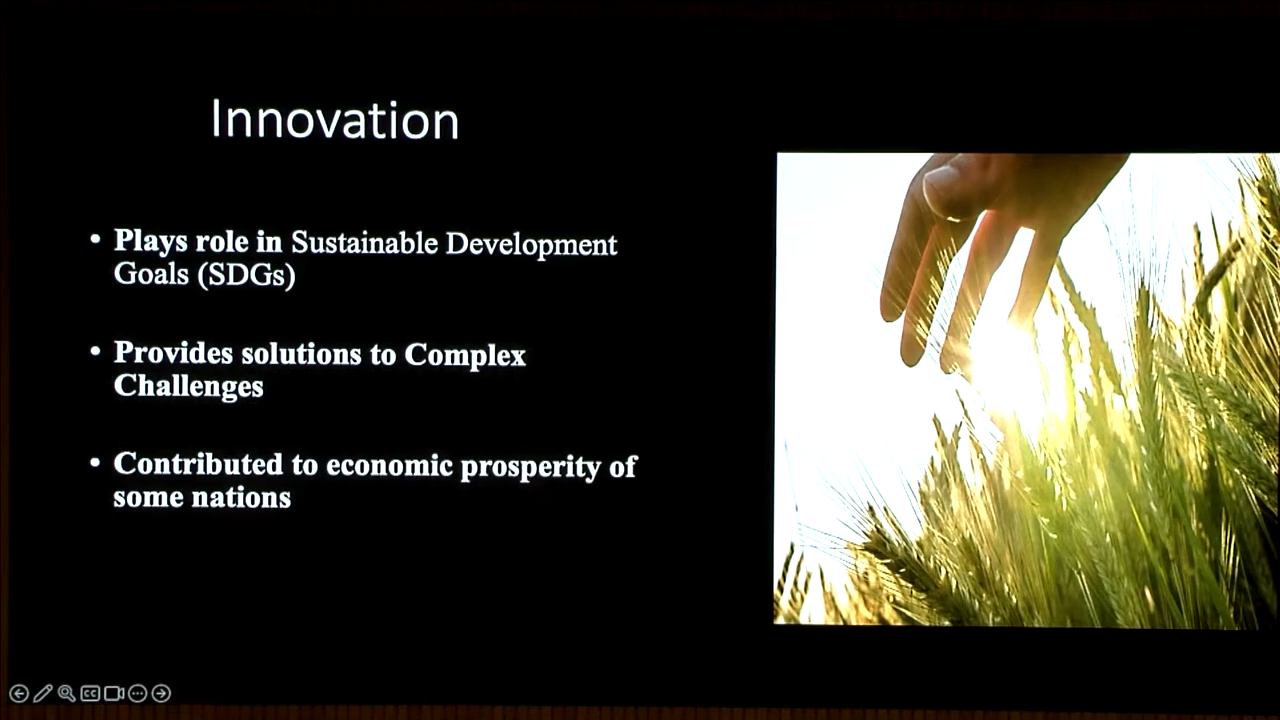 Innovation
• Plays role in Sustainable Development
Goals (SDGs)
• Provides solutions to Complex
Challenges
• Contributed to economic prosperity of
some nations
CC